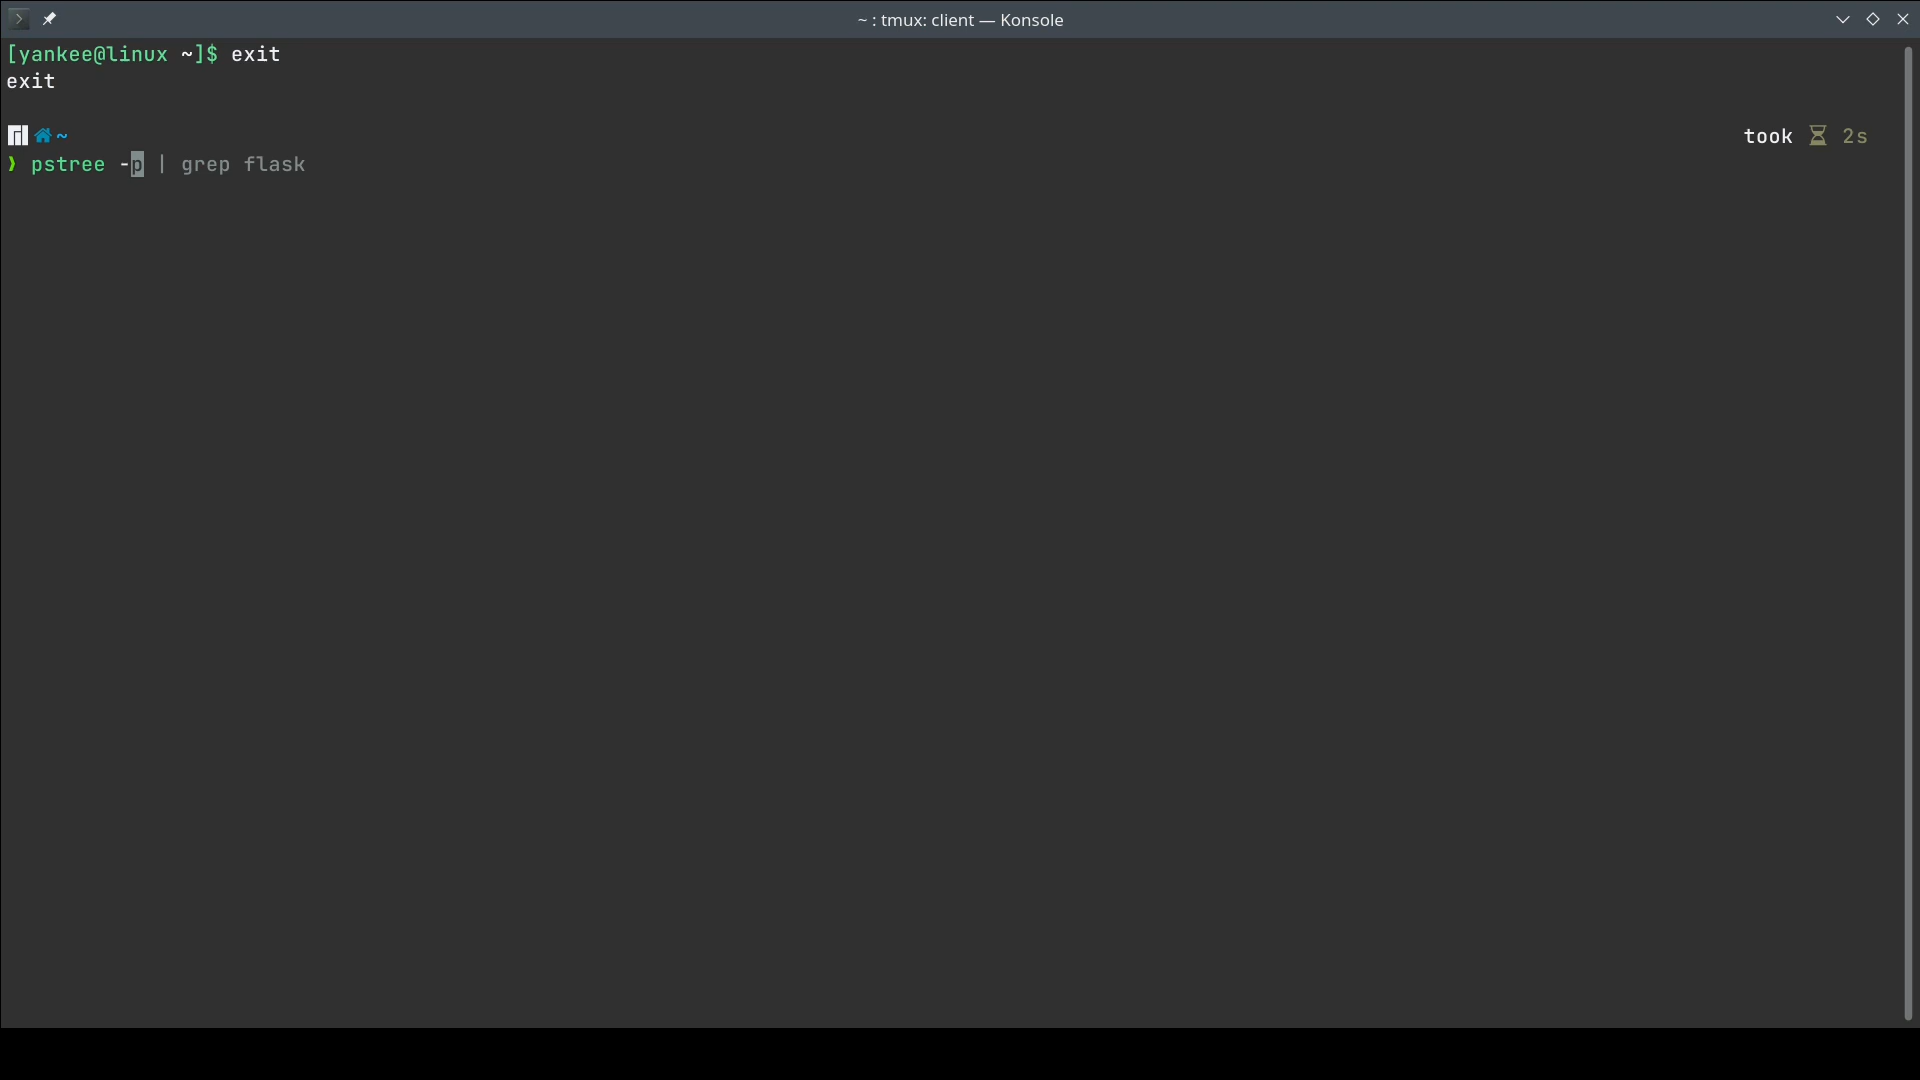 ~ : tmux: client — Konsole
[yankee@linux ~]$ exit
exit
~ took 2s
❯ pstree -p | grep flask